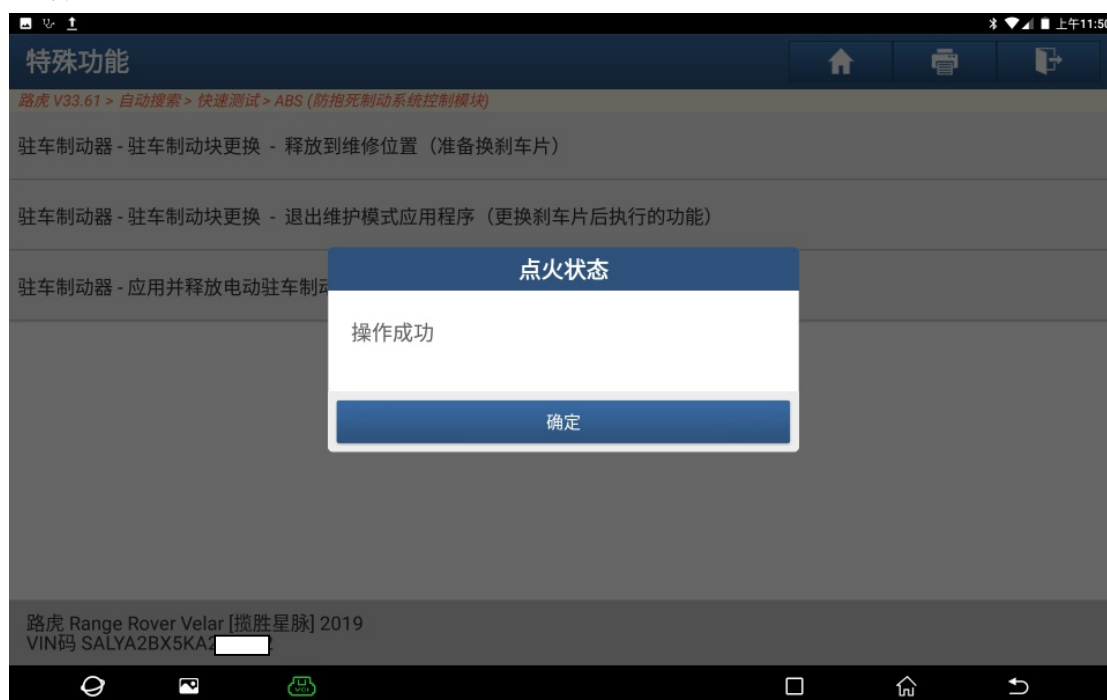 上午11:50
特殊功能
路虎 V33.61 > 自动搜索 > 快速测试 > ABS (防抱死制动系统控制模块)
驻车制动器 - 驻车制动块更换 - 释放到维修位置（准备换刹车片）
驻车制动器 - 驻车制动块更换 - 退出维护模式应用程序（更换刹车片后执行的功能）
驻车制动器 - 应用并释放电动驻车制动
点火状态
操作成功
确定
路虎 Range Rover Velar [揽胜星脉] 2019
VIN码 SALYA2BX5KA2
VCI